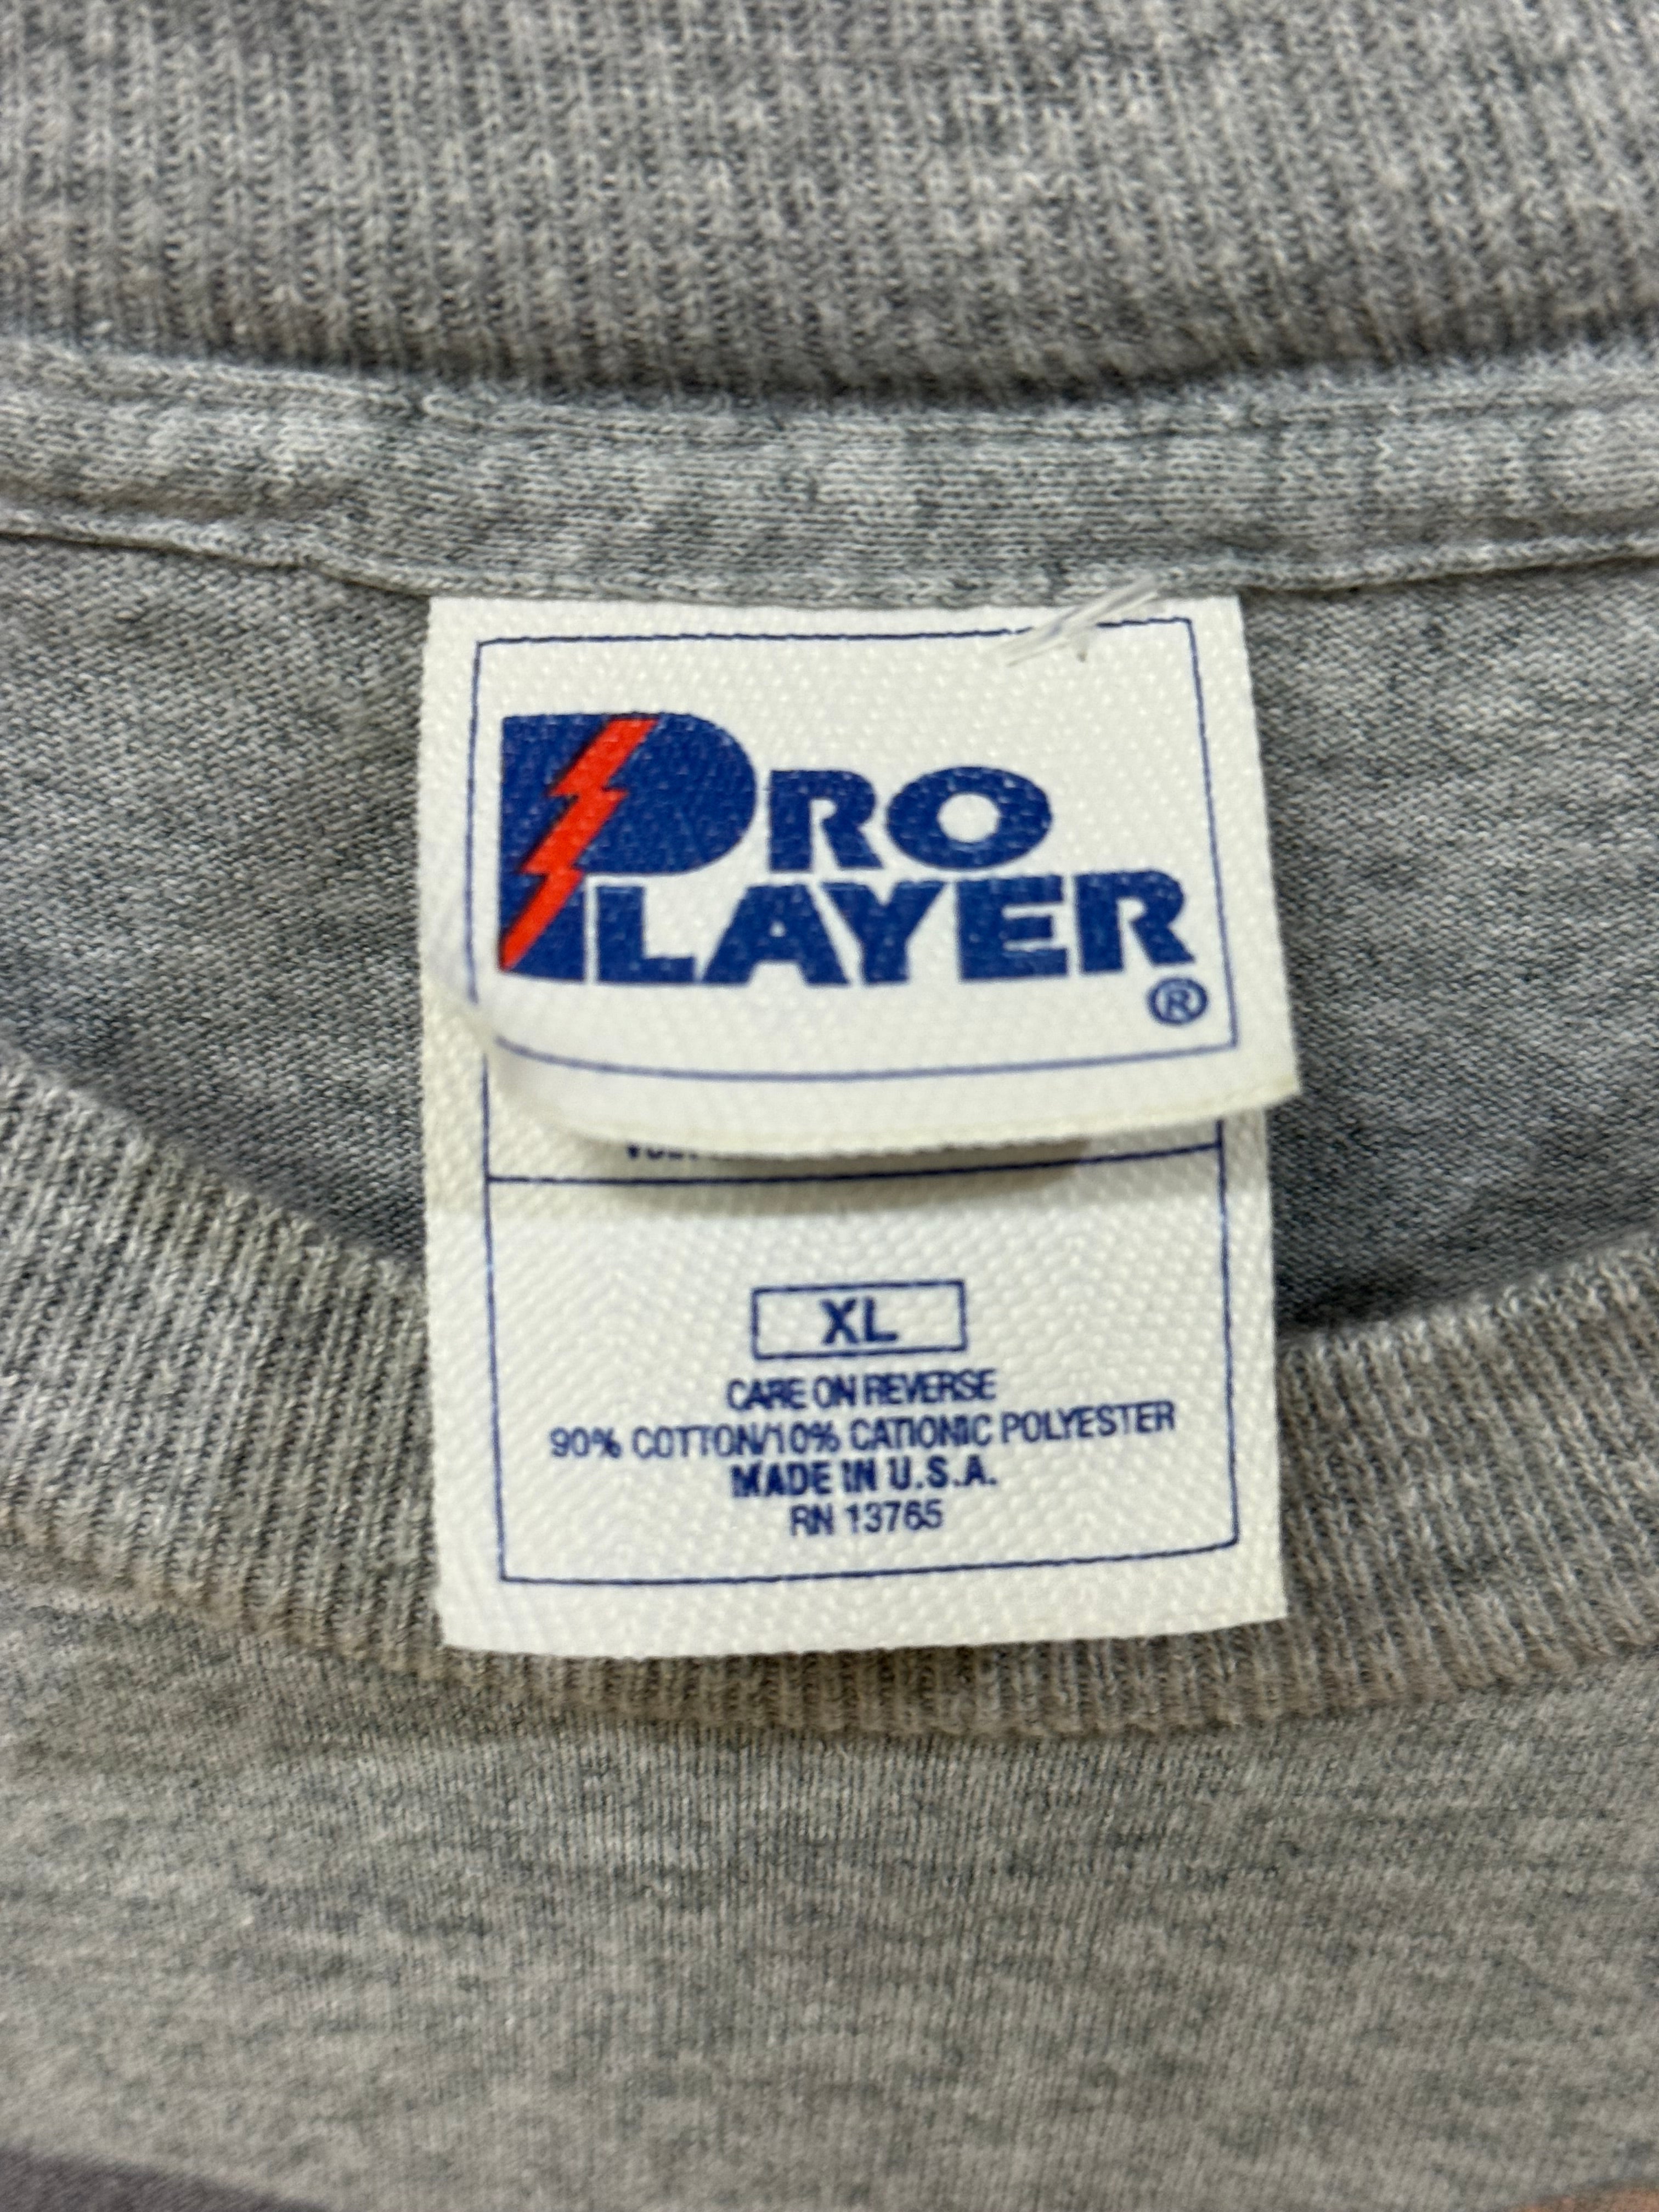 PRO
PLAYER
®
XL
CARE ON REVERSE
90% COTTON/10% CATIONIC POLYESTER
MADE IN U.S.A.
RN 13765